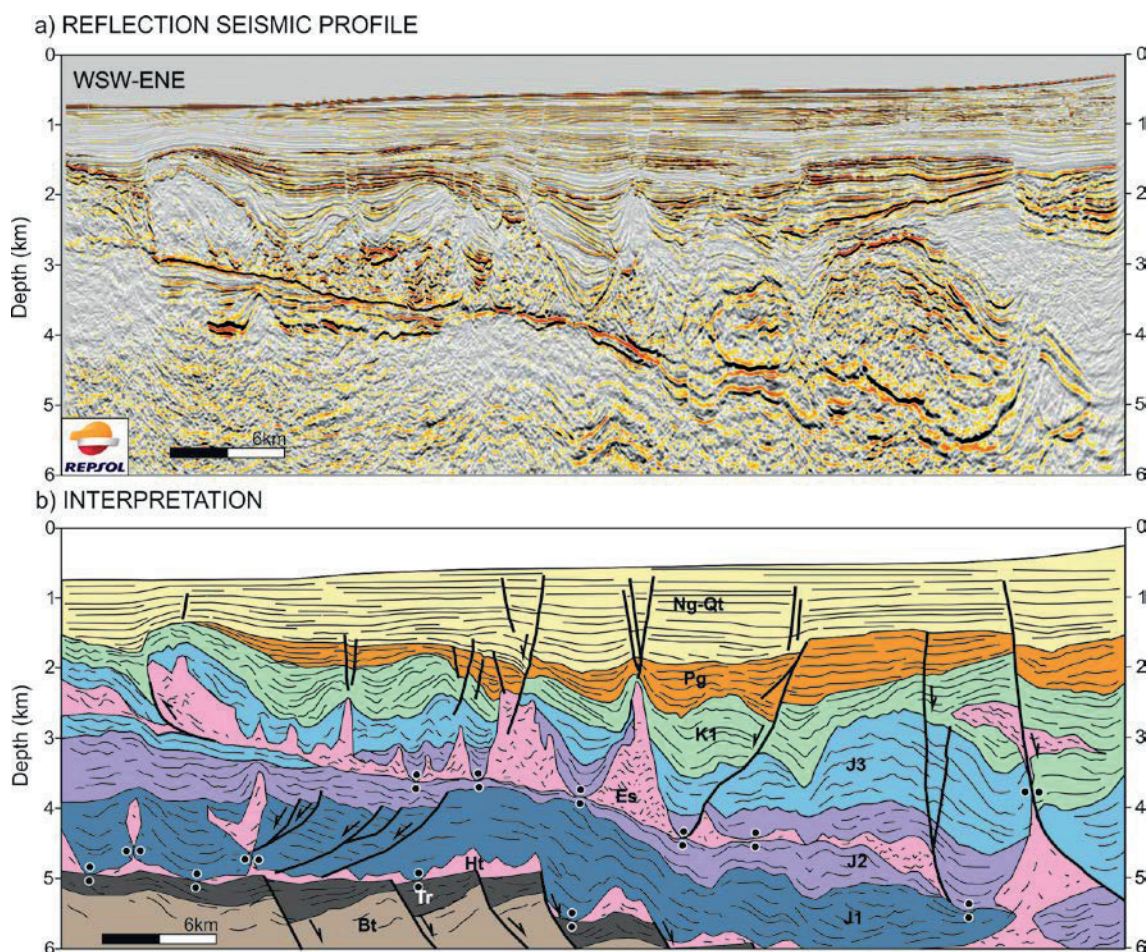 a) REFLECTION SEISMIC PROFILE
0 0
WSW-ENE
1 1
2 2
Depth (km)
3 3
4 4
5 5
6km
REPSOL
6 6
b) INTERPRETATION
0 0
1 Ng-Qt 1
2 Pg 2
Depth (km)
3 K1 J3 3
Es
4 4
J2
Ht
5 Tr 5
Bt J1
6km
6 6